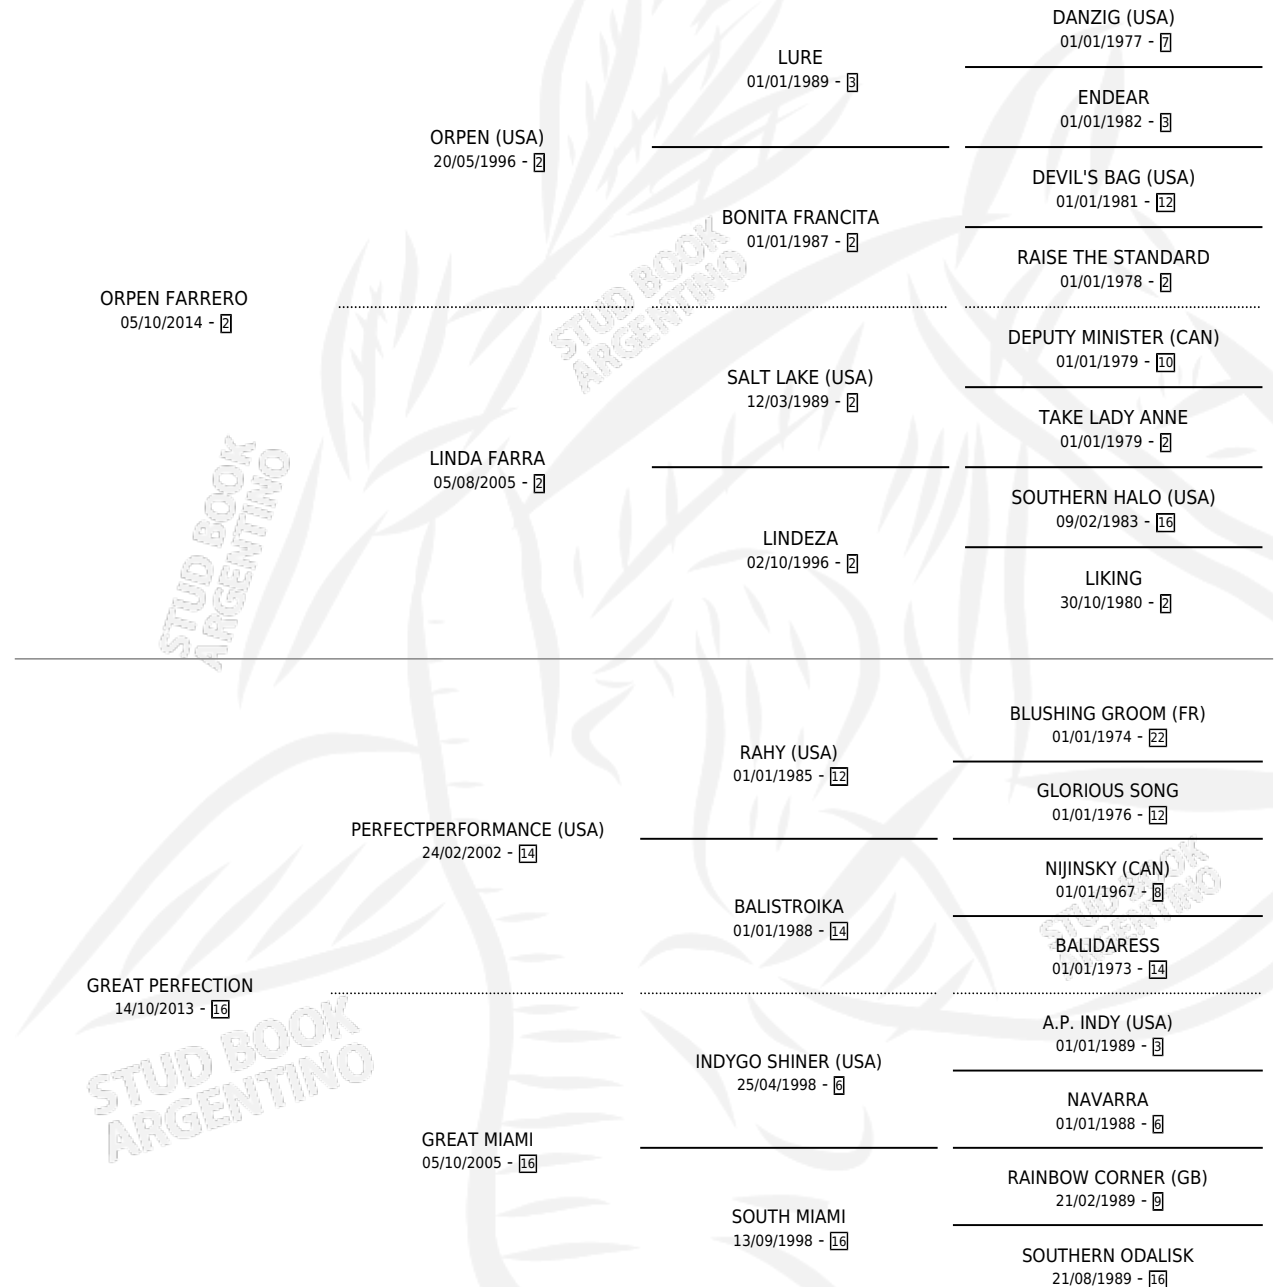 DANZIG (USA)
01/01/1977 - 7
LURE
01/01/1989 - 3
ENDEAR
01/01/1982 - 3
ORPEN (USA)
20/05/1996 - 2
DEVIL'S BAG (USA)
01/01/1981 - 12
BONITA FRANCITA
01/01/1987 - 2
RAISE THE STANDARD
01/01/1978 - 2
ORPEN FARRERO
05/10/2014 - 2
DEPUTY MINISTER (CAN)
01/01/1979 - 10
SALT LAKE (USA)
12/03/1989 - 2
TAKE LADY ANNE
01/01/1979 - 2
LINDA FARRA
05/08/2005 - 2
SOUTHERN HALO (USA)
09/02/1983 - 16
LINDEZA
02/10/1996 - 2
LIKING
30/10/1980 - 2
BLUSHING GROOM (FR)
01/01/1974 - 22
RAHY (USA)
01/01/1985 - 12
GLORIOUS SONG
01/01/1976 - 12
PERFECTPERFORMANCE (USA)
24/02/2002 - 14
NIJINSKY (CAN)
01/01/1967 - 8
BALISTROIKA
01/01/1988 - 14
BALIDARESS
01/01/1973 - 14
GREAT PERFECTION
14/10/2013 - 16
A.P. INDY (USA)
01/01/1989 - 3
INDYGO SHINER (USA)
25/04/1998 - 6
NAVARRA
01/01/1988 - 6
GREAT MIAMI
05/10/2005 - 16
RAINBOW CORNER (GB)
21/02/1989 - 9
SOUTH MIAMI
13/09/1998 - 16
SOUTHERN ODALISK
21/08/1989 - 16
STUD BOOK
ARGENTINO
STUD BOOK
ARGENTINO
STUD BOOK
ARGENTINO
STUD BOOK
ARGENTINO